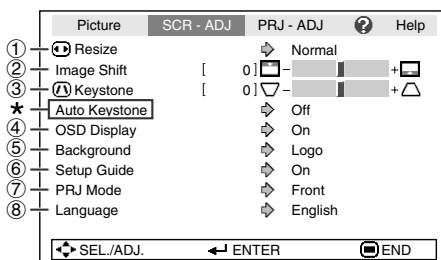 Picture SCR - ADJ PRJ - ADJ ? Help
① Resize Normal
② Image Shift [ 0 ] - +
③ Keystone [ 0 ] - +
* Auto Keystone Off
④ OSD Display On
⑤ Background Logo
⑥ Setup Guide On
⑦ PRJ Mode Front
⑧ Language English
SEL./ADJ. ENTER END